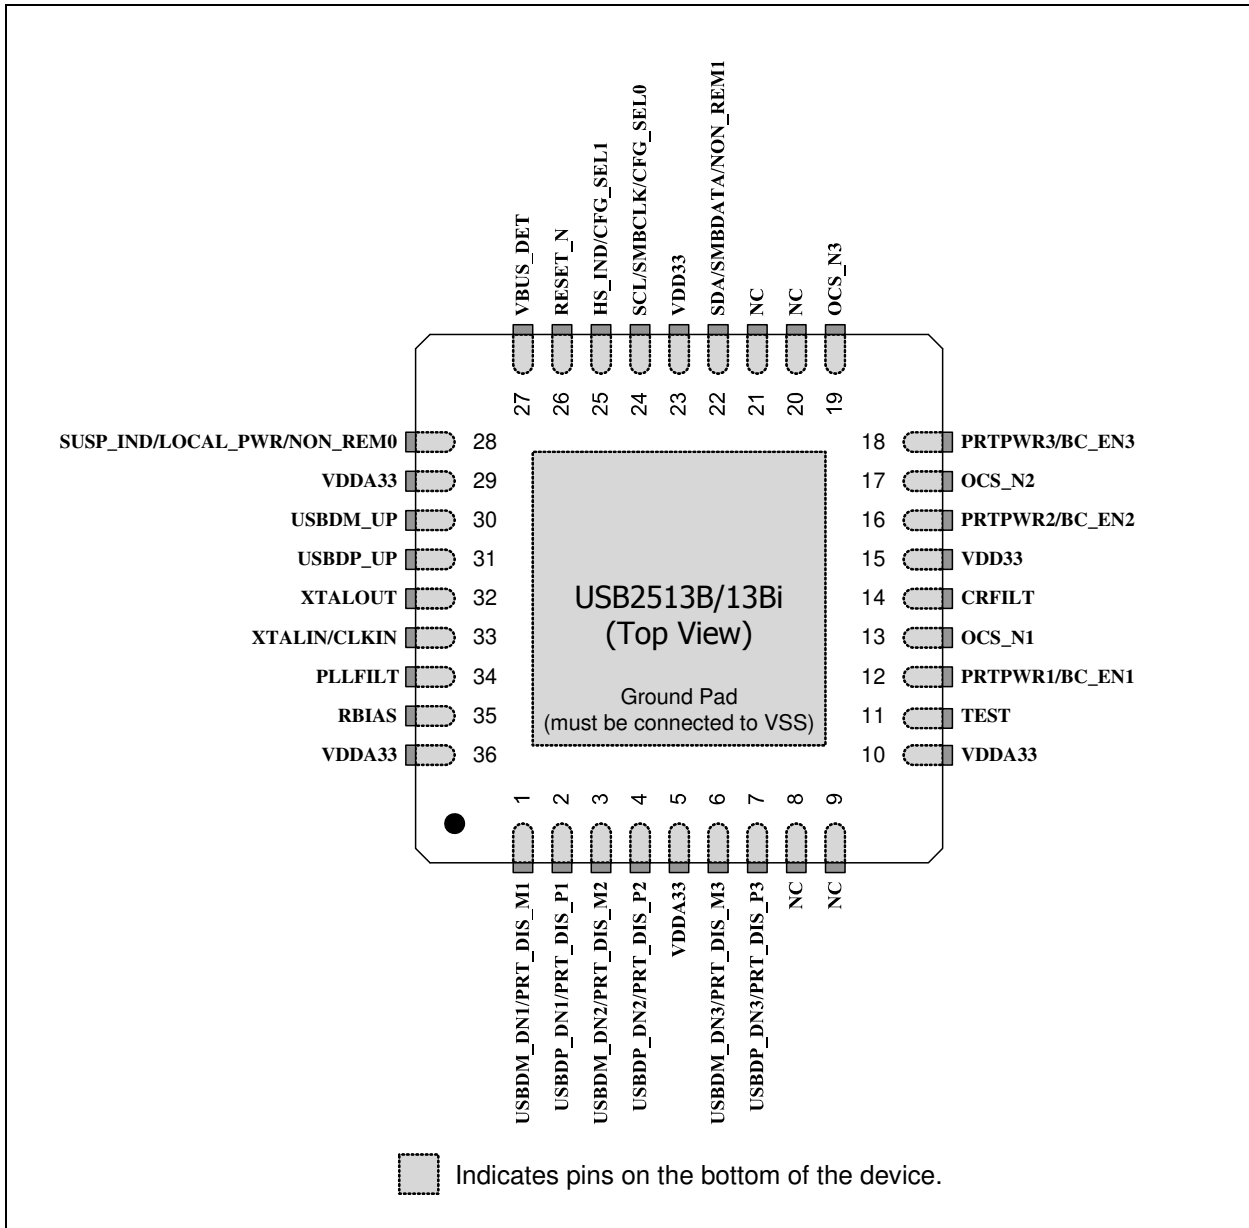 VBUS_DET
RESET_N
HS_IND/CFG_SEL1
SCL/SMBCLK/CFG_SEL0
VDD33
SDA/SMBDATA/NON_REM1
NC
NC
OCS_N3
27
26
25
24
23
22
21
20
19
SUSP_IND/LOCAL_PWR/NON_REM0 28
VDDA33 29
USBDM_UP 30
USBDP_UP 31
XTALOUT 32
XTALIN/CLKIN 33
PLLFILT 34
RBIAS 35
VDDA33 36
USB2513B/13Bi
(Top View)
Ground Pad
(must be connected to VSS)
18 PRTPWR3/BC_EN3
17 OCS_N2
16 PRTPWR2/BC_EN2
15 VDD33
14 CRFILT
13 OCS_N1
12 PRTPWR1/BC_EN1
11 TEST
10 VDDA33
1
2
3
4
5
6
7
8
9
USBDM_DN1/PRT_DIS_M1
USBDP_DN1/PRT_DIS_P1
USBDM_DN2/PRT_DIS_M2
USBDP_DN2/PRT_DIS_P2
VDDA33
USBDM_DN3/PRT_DIS_M3
USBDP_DN3/PRT_DIS_P3
NC
NC
Indicates pins on the bottom of the device.